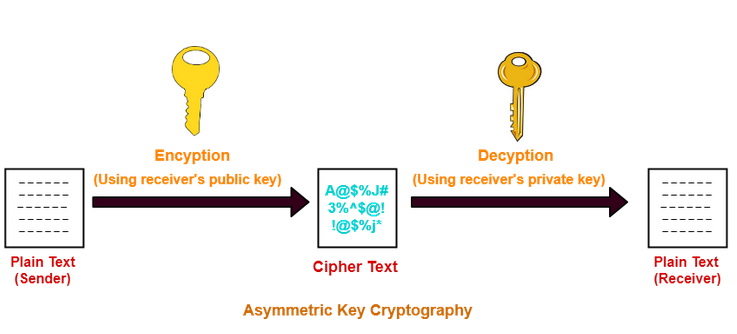 Encyption
(Using receiver's public key)
Decyption
(Using receiver's private key)
A@$%J#
3%^$@!
!@$%j*
Plain Text
(Sender)
Cipher Text
Plain Text
(Receiver)
Asymmetric Key Cryptography